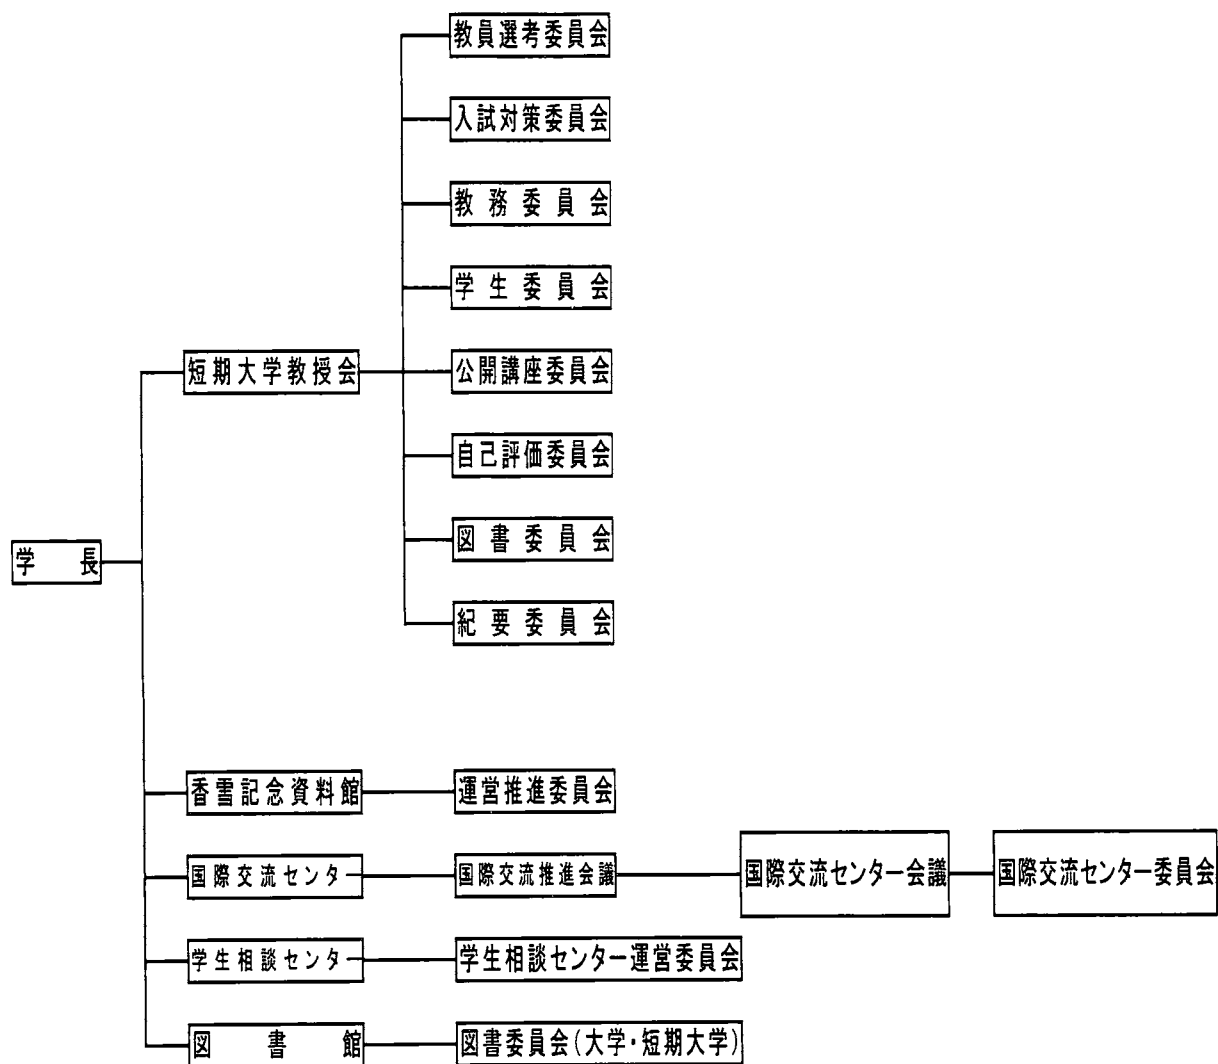 教員選考委員会
入試対策委員会
教務委員会
学生委員会
短期大学教授会
公開講座委員会
自己評価委員会
図書委員会
学長
紀要委員会
香雪記念資料館
運営推進委員会
国際交流センター
国際交流推進会議
国際交流センター会議
国際交流センター委員会
学生相談センター
学生相談センター運営委員会
図書館
図書委員会(大学・短期大学)